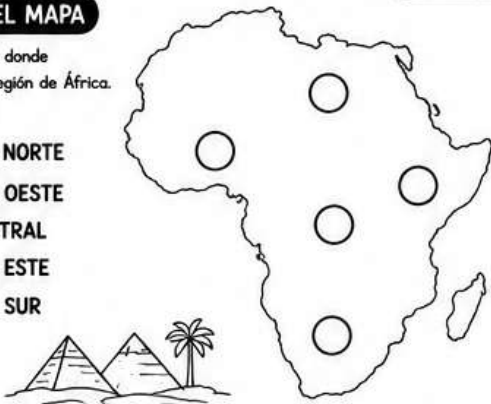 EL MAPA
donde
egión de África.
NORTE
OESTE
TRAL
ESTE
SUR